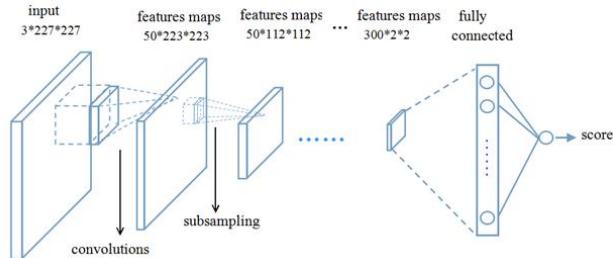 input
3*227*227
features maps
50*223*223
features maps
50*112*112
...
features maps
300*2*2
fully
connected
score
subsampling
convolutions